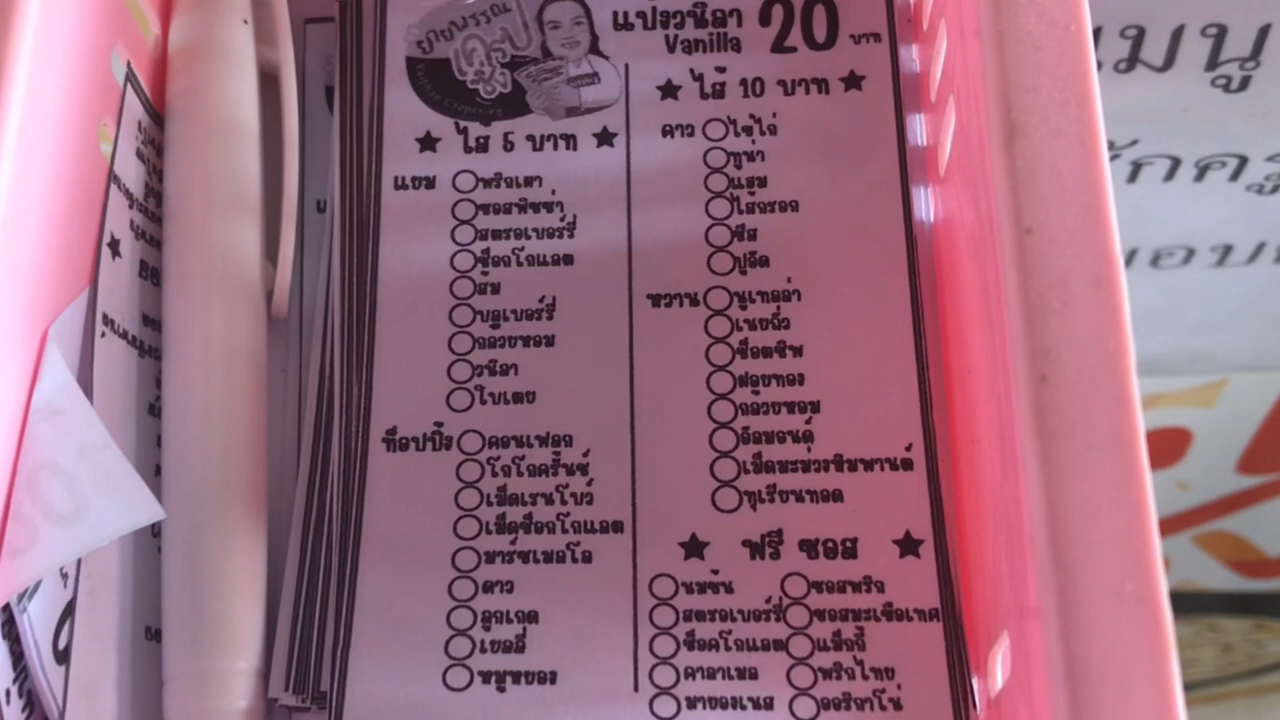 ยายพรรณ
เครปซิ่ง
แป้งวนิลา
Vanilla
20 บาท
★ ไส้ 5 บาท ★
แยม
พริกเผา
ซอสพิซซ่า
สตรอเบอร์รี่
ช็อกโกแลต
ส้ม
บลูเบอร์รี่
กล้วยหอม
วนิลา
ใบเตย
ท็อปปิ้ง
คอนเฟลก
โกโกครั้นช์
เม็ดเรนโบว์
เม็ดช็อกโกแลต
มาร์ชเมลโล
ดาว
ลูกเกด
เยลลี่
หมูหยอง
★ ไส้ 10 บาท ★
คาว
ไข่ไก่
ทูน่า
แฮม
ไส้กรอก
ชีส
ปูอัด
หวาน
นูเทลล่า
เนยถั่ว
ช็อตชิพ
ฝอยทอง
กล้วยหอม
อัลมอนด์
เม็ดมะม่วงหิมพานต์
ทุเรียนทอด
★ ฟรี ซอส ★
นมข้น
ซอสพริก
สตรอเบอร์รี่
ซอสมะเขือเทศ
ช็อคโกแลต
แม็กกี้
คาลาเมล
พริกไทย
มายองเนส
ออริกาโน่
เมนู